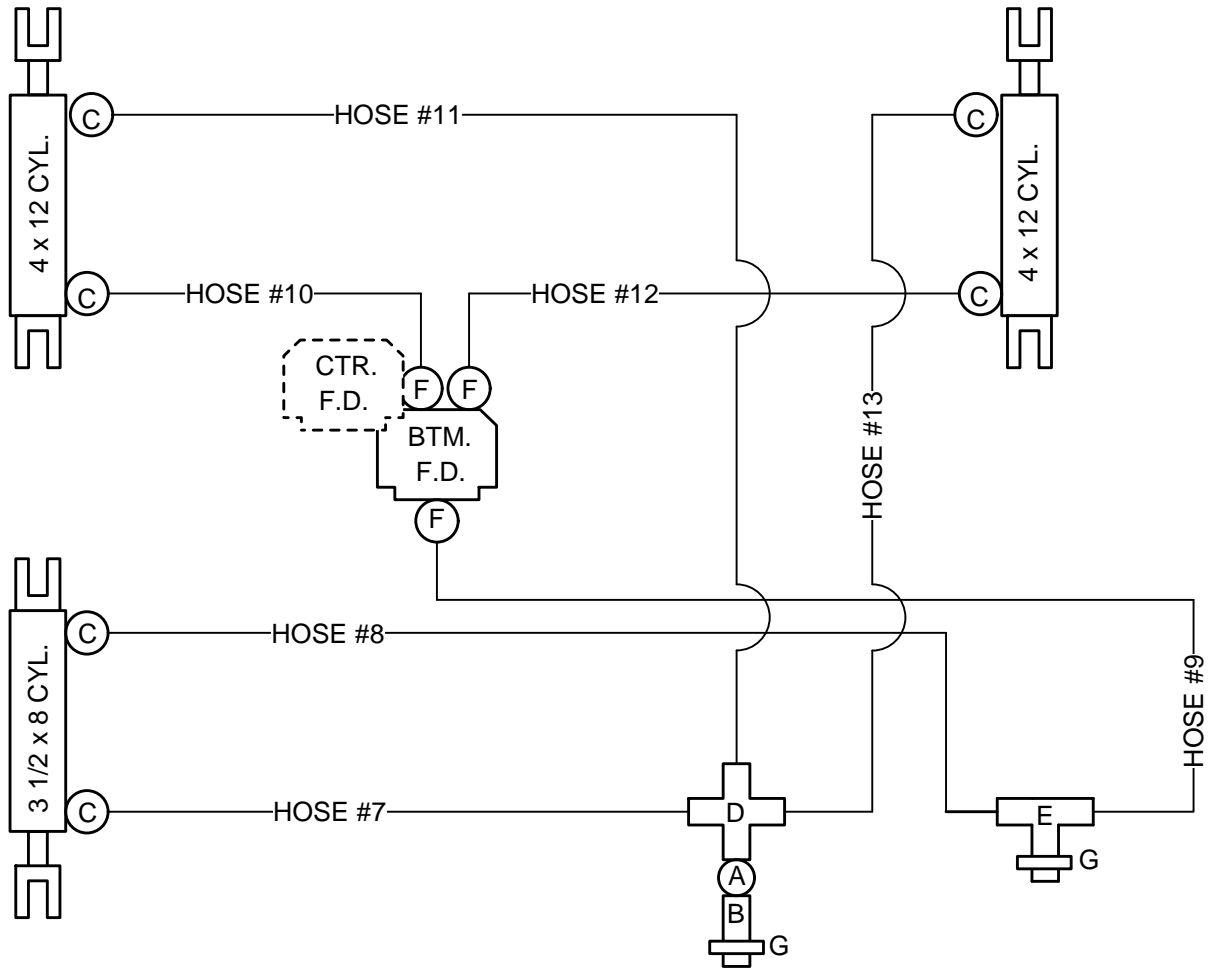 C
HOSE #11
C
4 x 12 CYL.
4 x 12 CYL.
C
HOSE #10
HOSE #12
C
CTR.
F.D.
F
F
BTM.
F.D.
HOSE #13
F
C
HOSE #8
HOSE #9
3 1/2 x 8 CYL.
C
HOSE #7
D
E
G
A
B
G